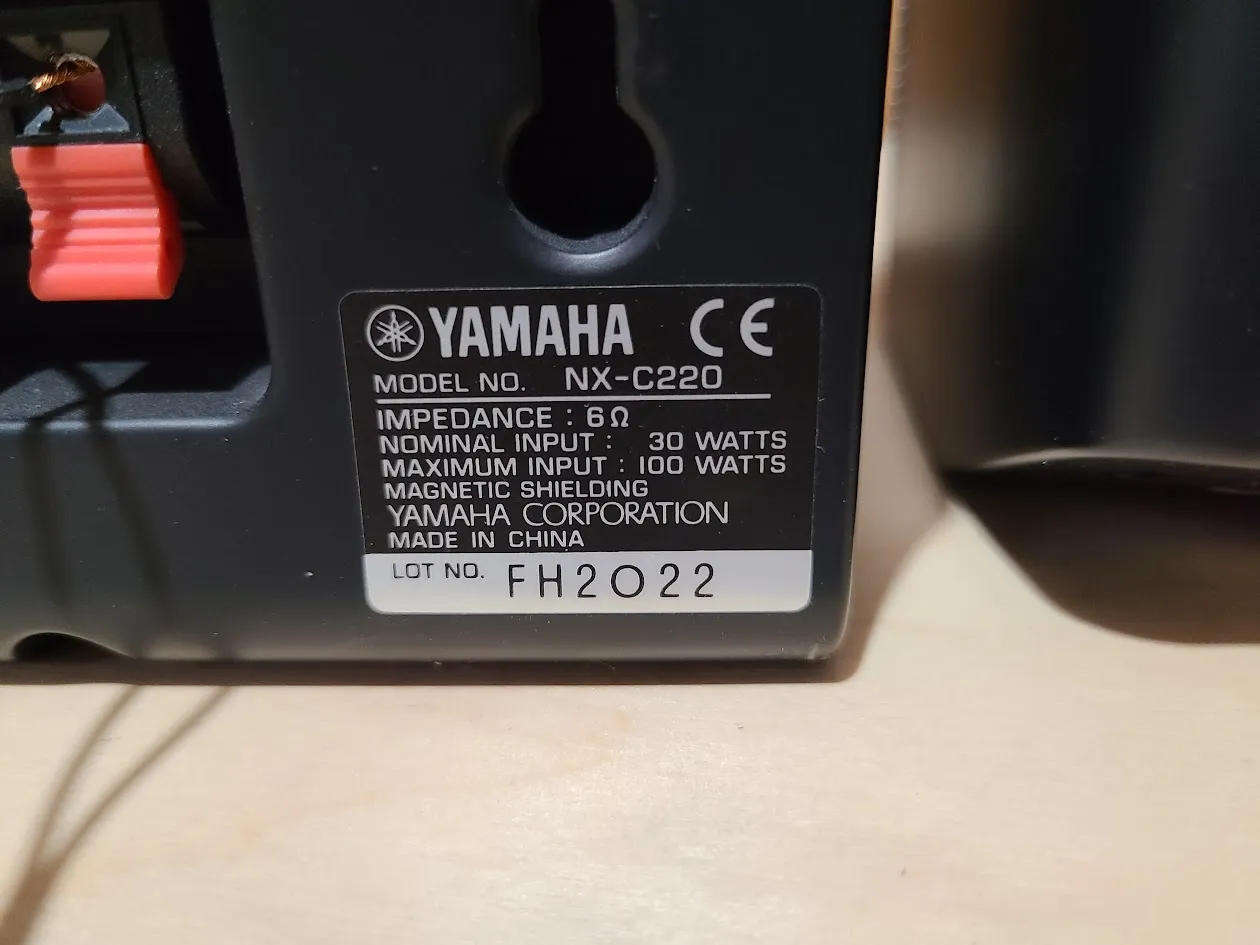 YAMAHA CE
MODEL NO. NX-C220
IMPEDANCE : 6Ω
NOMINAL INPUT : 30 WATTS
MAXIMUM INPUT : 100 WATTS
MAGNETIC SHIELDING
YAMAHA CORPORATION
MADE IN CHINA
LOT NO. FH2022